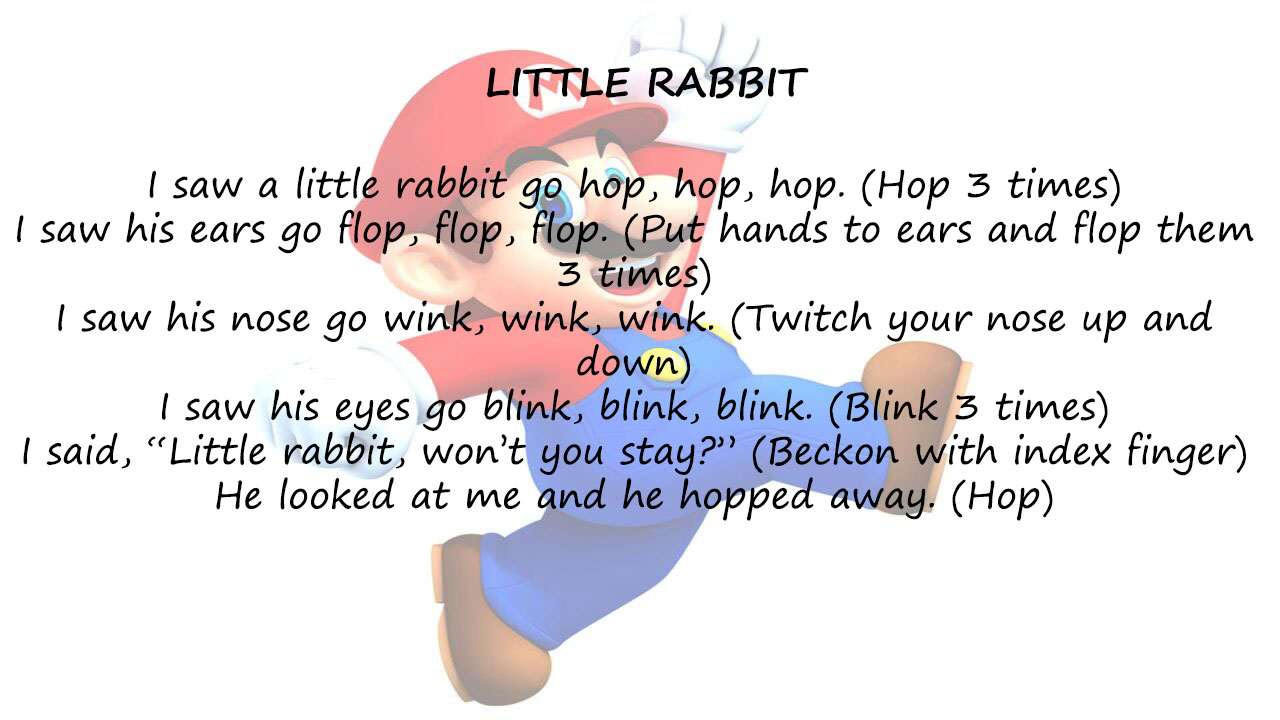 LITTLE RABBIT
I saw a little rabbit go hop, hop, hop. (Hop 3 times)
I saw his ears go flop, flop, flop. (Put hands to ears and flop them
3 times)
I saw his nose go wink, wink, wink. (Twitch your nose up and
down)
I saw his eyes go blink, blink, blink. (Blink 3 times)
I said, “Little rabbit, won’t you stay?” (Beckon with index finger)
He looked at me and he hopped away. (Hop)